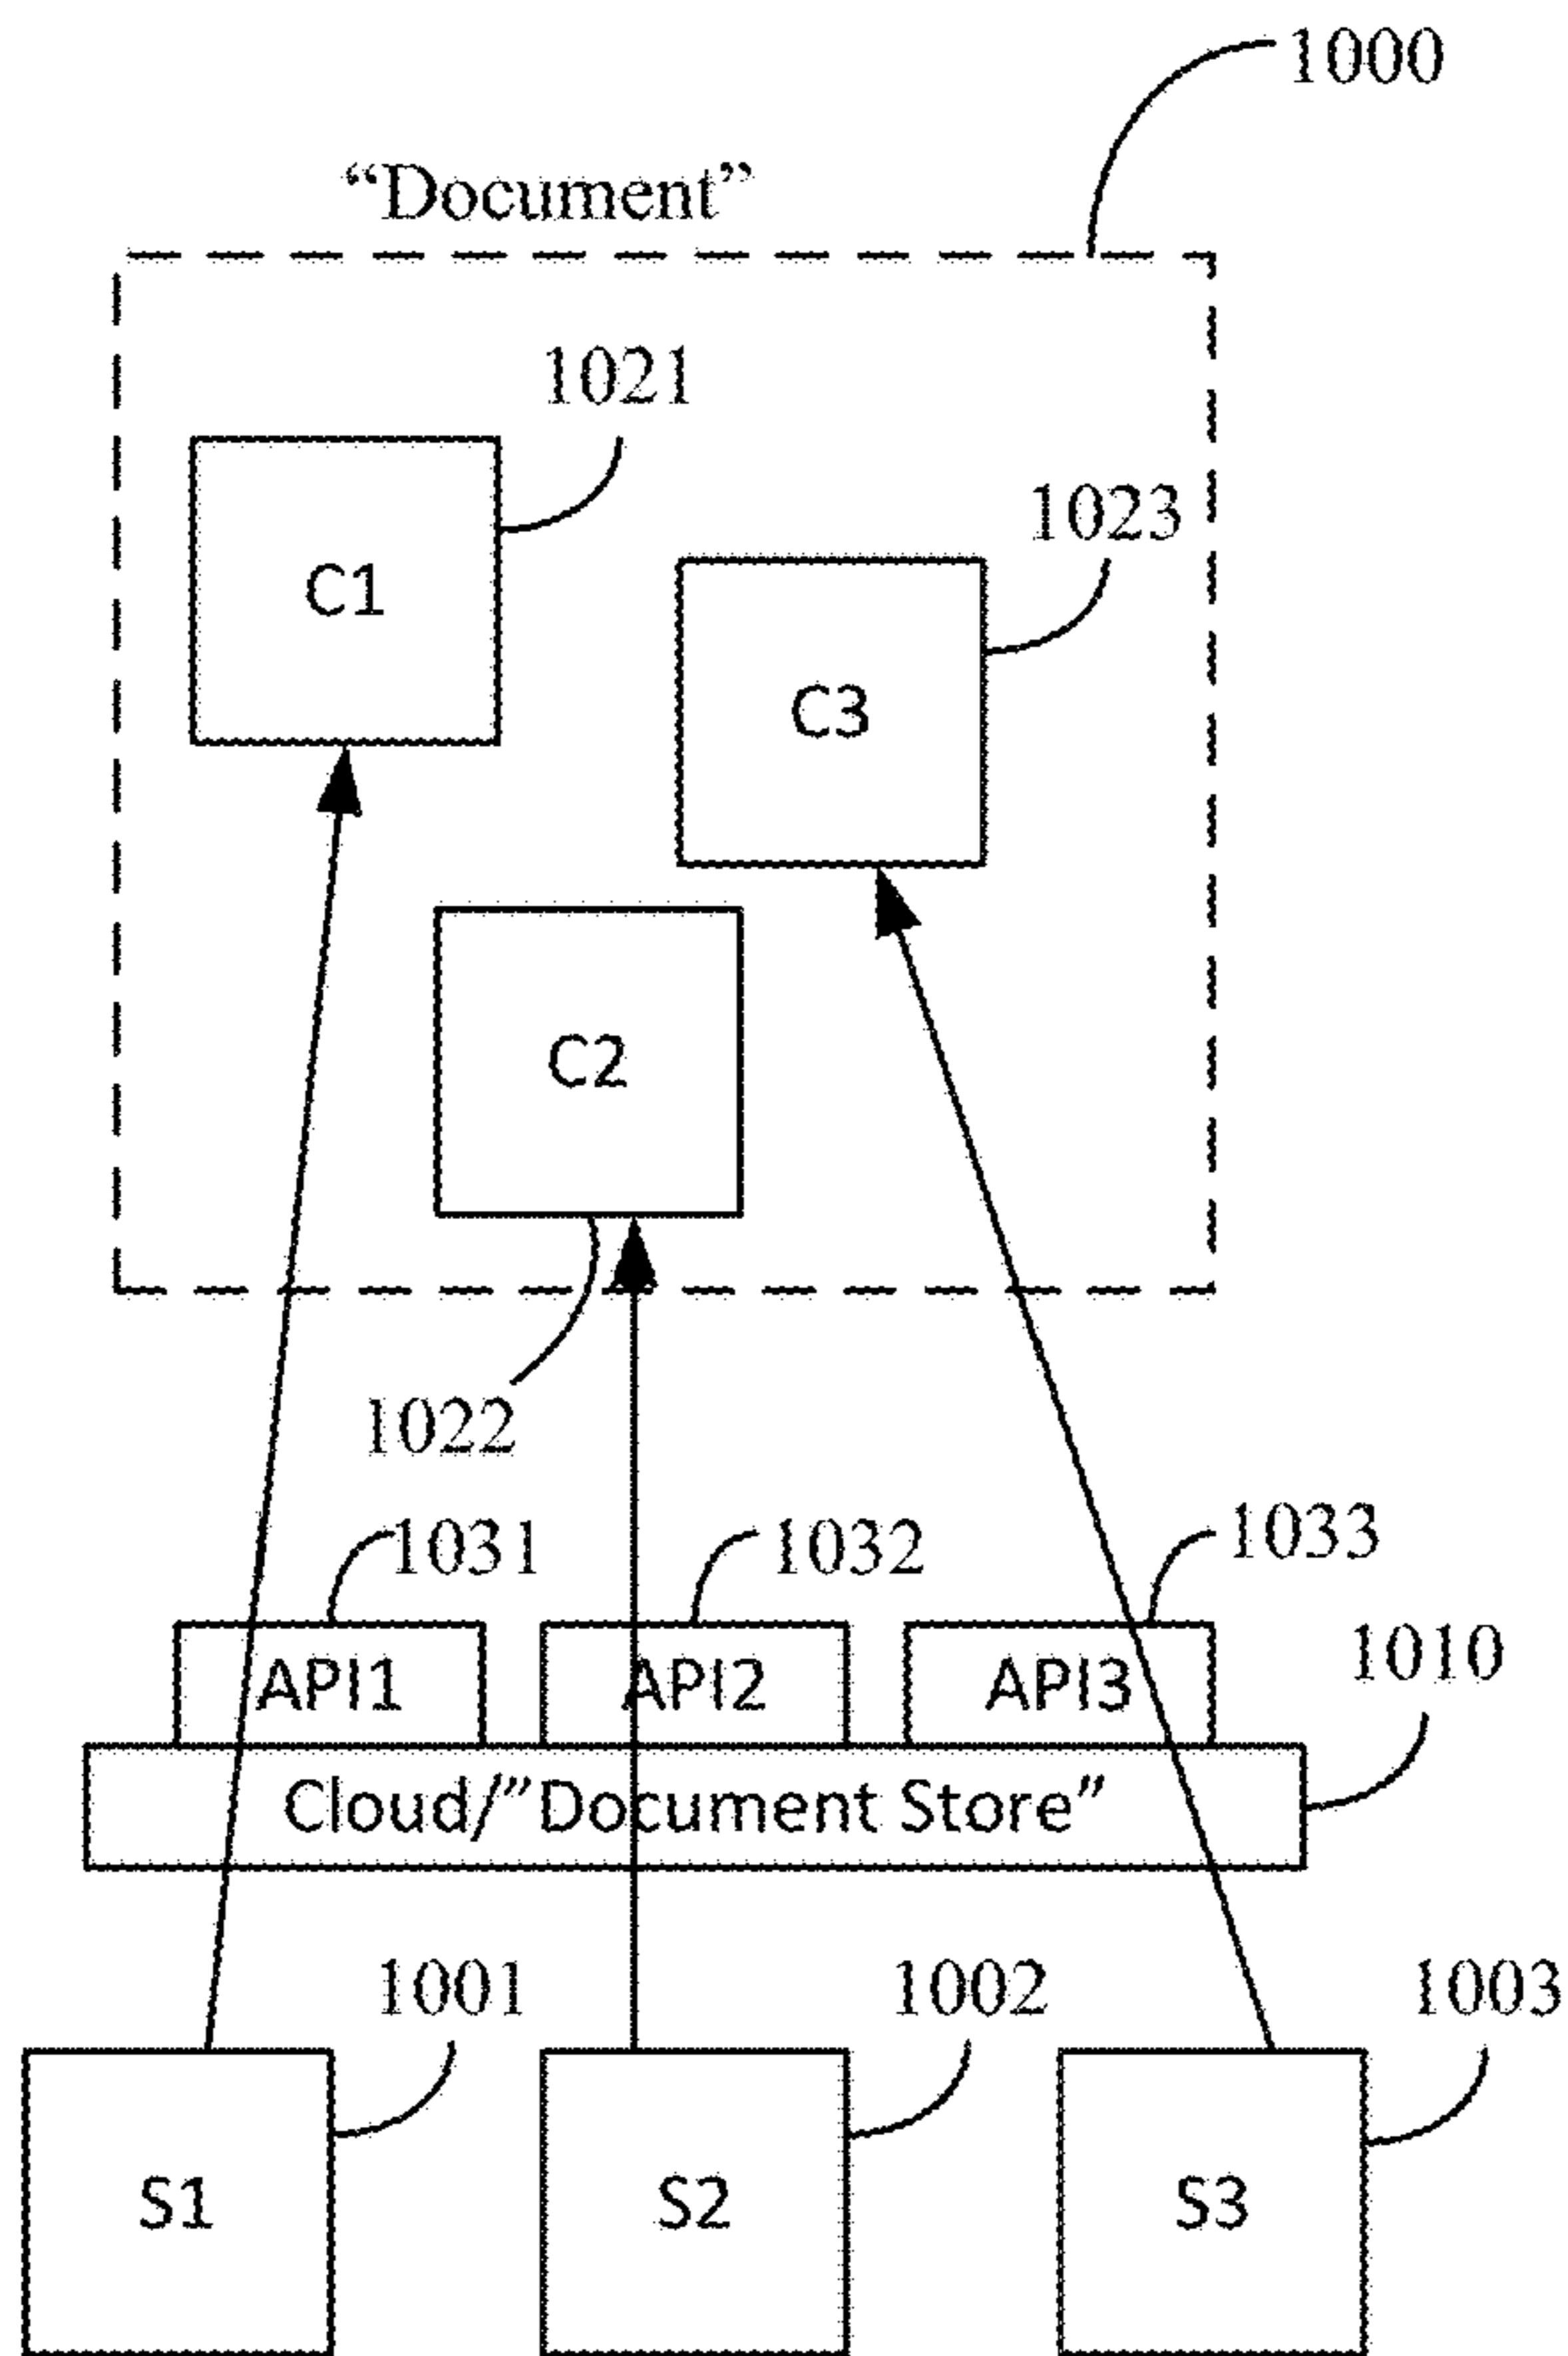 1000
“Document”
1021
1023
C1
C3
C2
1022
1031 1032 1033
API1 API2 API3
1010
Cloud/”Document Store”
1001 1002 1003
S1 S2 S3